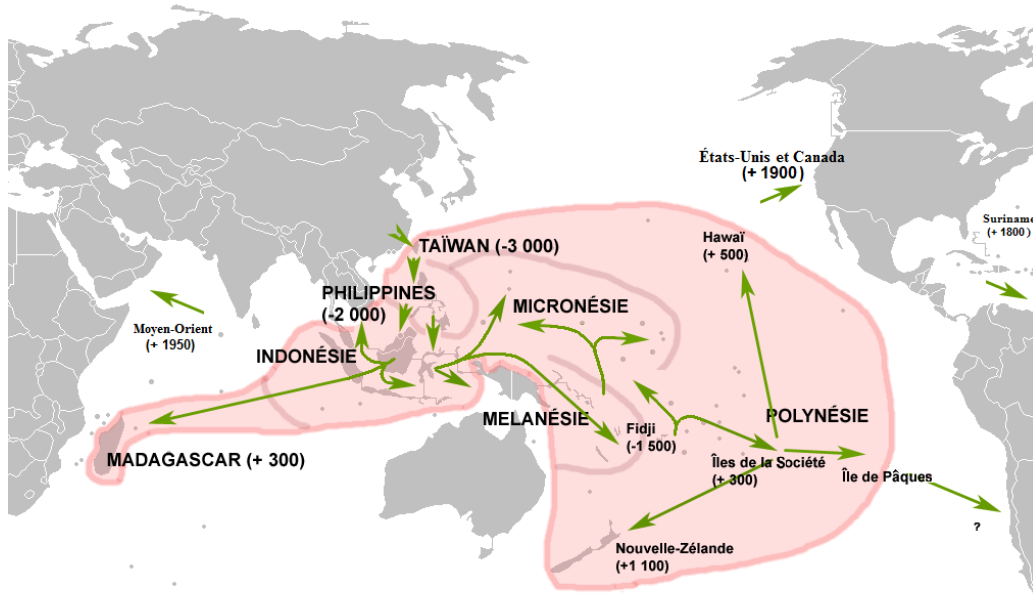 États-Unis et Canada
(+ 1900)
Suriname
(+ 1800)
Hawaï
(+ 500)
TAÏWAN (-3 000)
PHILIPPINES
(-2 000)
MICRONÉSIE
Moyen-Orient
(+ 1950)
INDONÉSIE
MELANÉSIE
POLYNÉSIE
Fidji
(-1 500)
MADAGASCAR (+ 300)
Îles de la Société
(+ 300)
Île de Pâques
?
Nouvelle-Zélande
(+1 100)